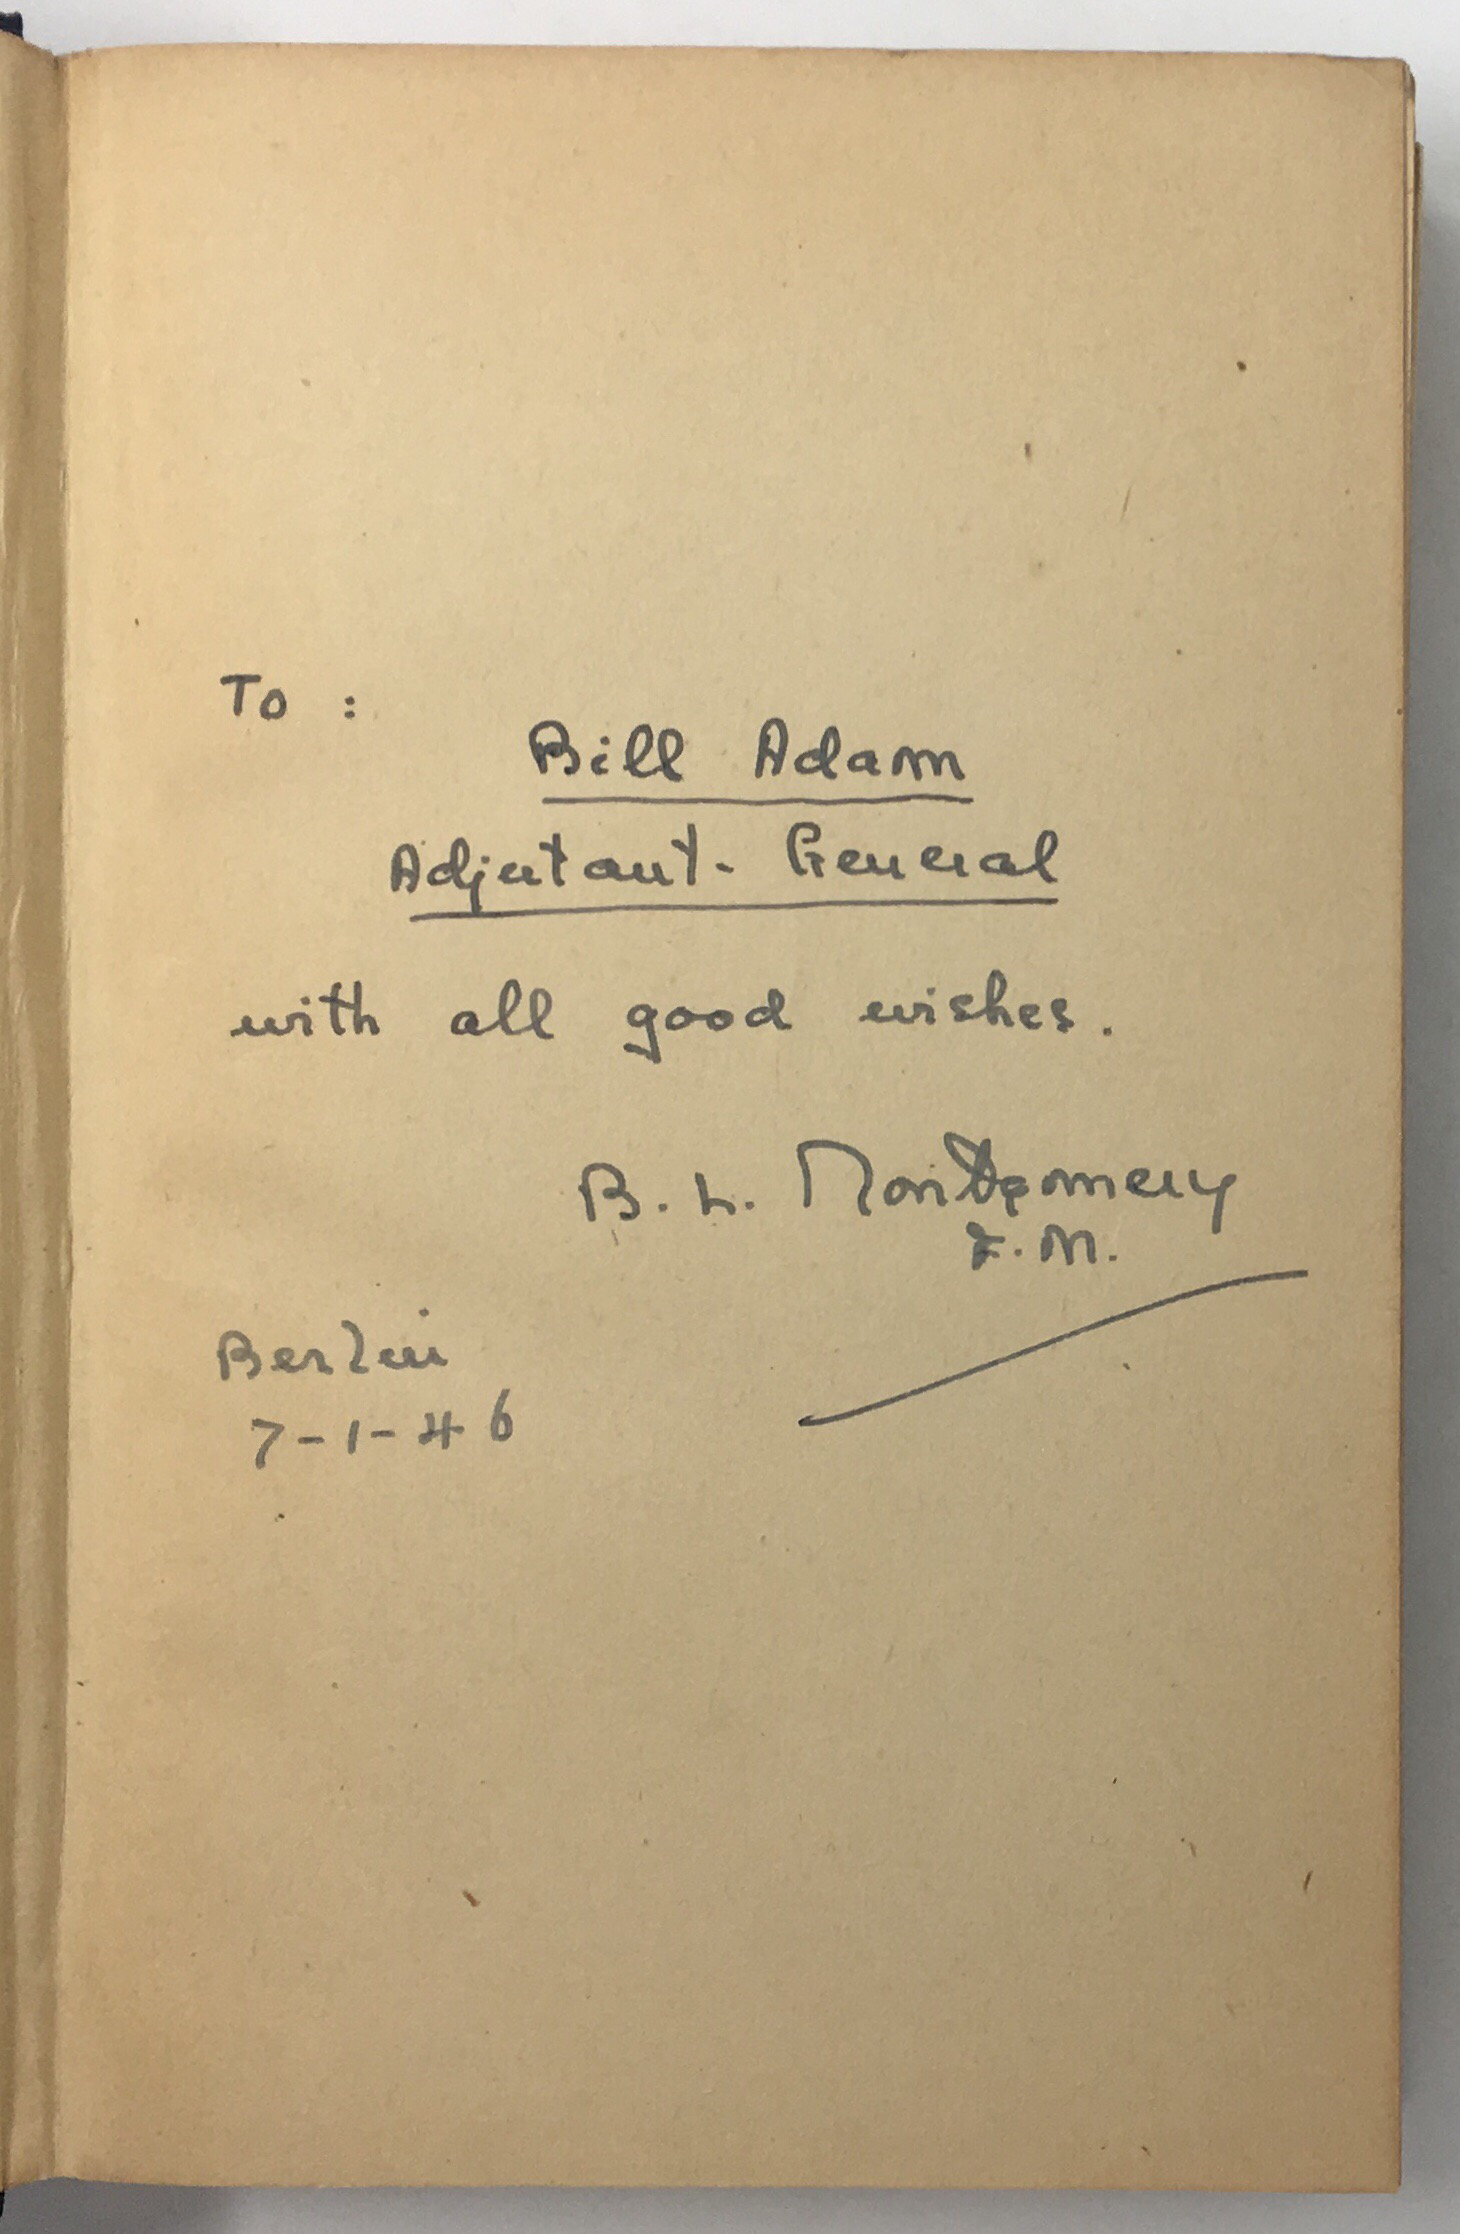 To :
Bill Adam
Adjutant-General
with all good wishes.
B. L. Montgomery
F. M.
Berlin
7-1-46